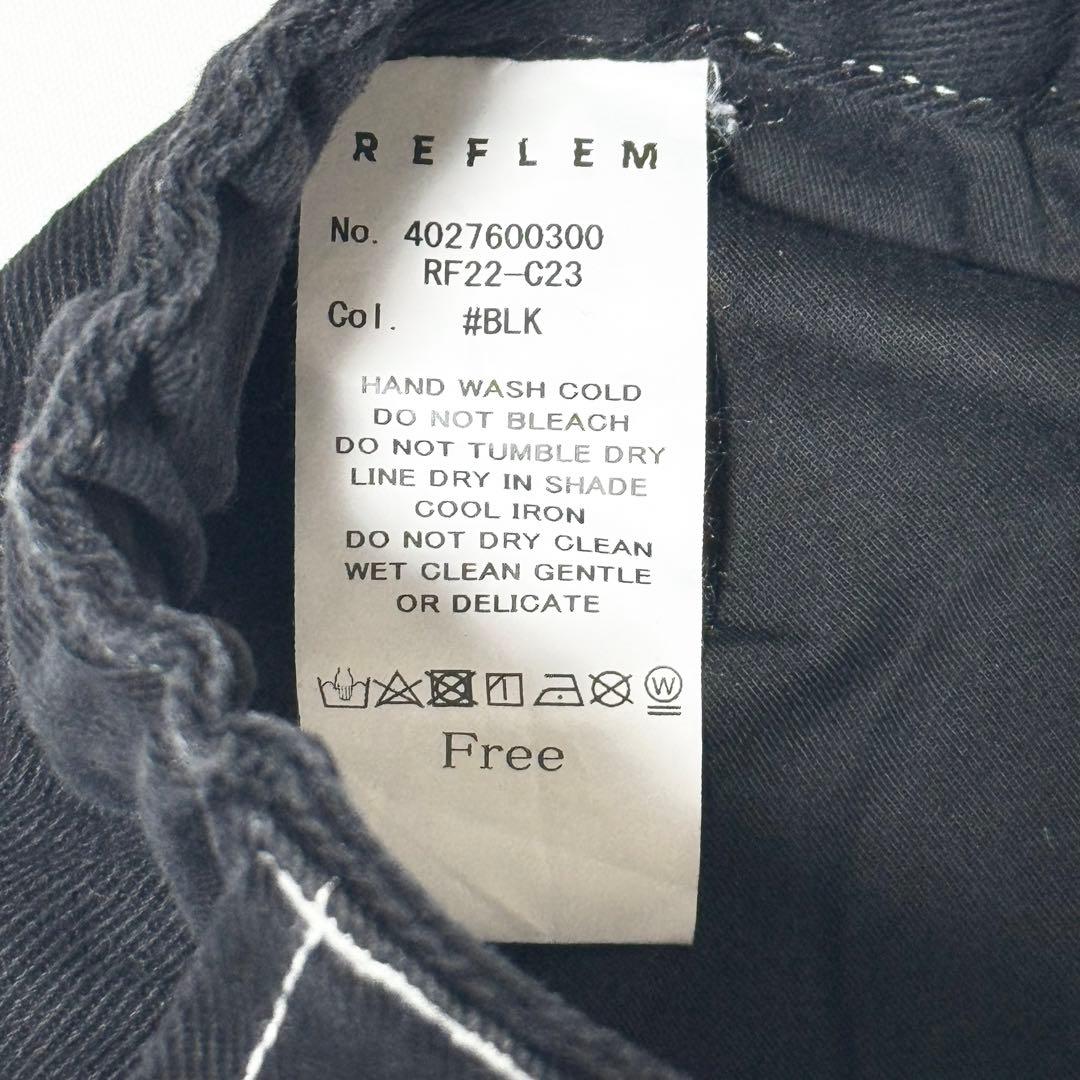 REFLEM
No. 4027600300
RF22-C23
Col. #BLK
HAND WASH COLD
DO NOT BLEACH
DO NOT TUMBLE DRY
LINE DRY IN SHADE
COOL IRON
DO NOT DRY CLEAN
WET CLEAN GENTLE
OR DELICATE
W
Free